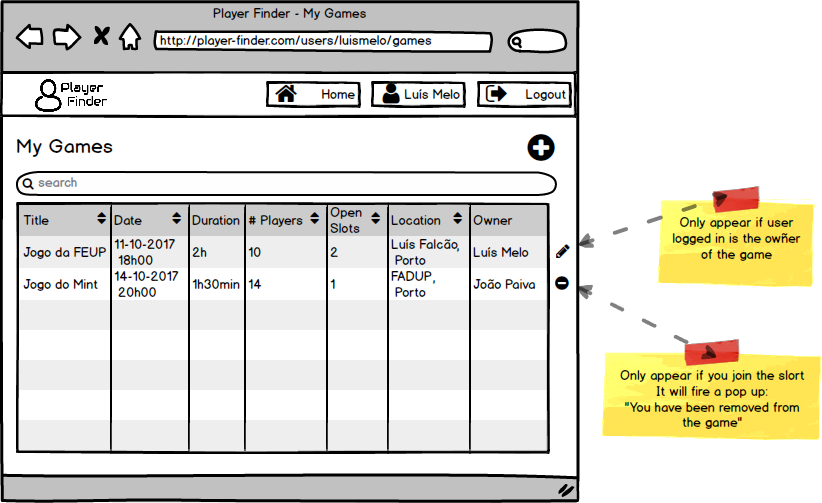 Player Finder - My Games
http://player-finder.com/users/luismelo/games
Player
Finder
Home
Luís Melo
Logout
My Games
search
Title
Date
Duration
# Players
Open
Slots
Location
Owner
Jogo da FEUP
11-10-2017
18h00
2h
10
2
Luís Falcão,
Porto
Luís Melo
Jogo do Mint
14-10-2017
20h00
1h30min
14
1
FADUP,
Porto
João Paiva
Only appear if user
logged in is the owñer
of the game
Only appear if you join the slort
It will fire a pop up:
"You have been removed from
the game"